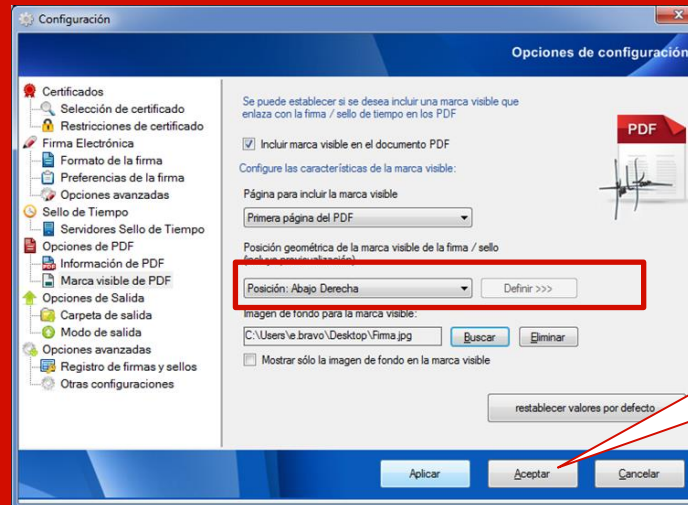 Configuración
x
Opciones de configuración
Certificados
Selección de certificado
Restricciones de certificado
Firma Electrónica
Formato de la firma
Preferencias de la firma
Opciones avanzadas
Sello de Tiempo
Servidores Sello de Tiempo
Opciones de PDF
Información de PDF
Marca visible de PDF
Opciones de Salida
Carpeta de salida
Modo de salida
Opciones avanzadas
Registro de firmas y sellos
Otras configuraciones
Se puede establecer si se desea incluir una marca visible que
enlaza con la firma / sello de tiempo en los PDF
Incluir marca visible en el documento PDF
Configure las características de la marca visible:
Página para incluir la marca visible
Primera página del PDF
Posición geométrica de la marca visible de la firma / sello
(incluye previsualización)
Posición: Abajo Derecha
Definir >>>
Imagen de fondo para la marca visible:
C:\Users\e.bravo\Desktop\Firma.jpg
Buscar
Eliminar
Mostrar sólo la imagen de fondo en la marca visible
PDF
restablecer valores por defecto
Aplicar
Aceptar
Cancelar